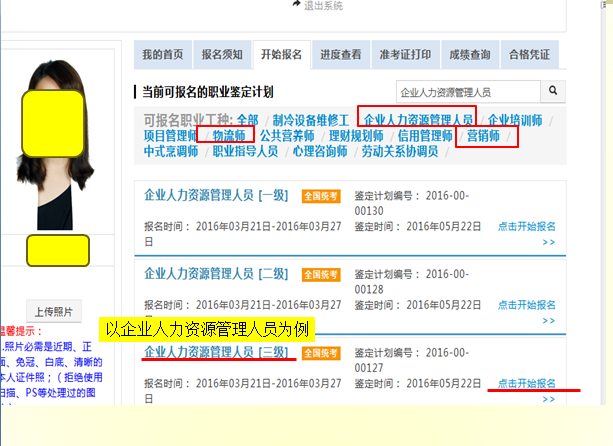 退出系统
我的首页 报名须知 开始报名 进度查看 准考证打印 成绩查询 合格凭证
当前可报名的职业鉴定计划
企业人力资源管理人员
可报名职业工种: 全部 / 制冷设备维修工 / 企业人力资源管理人员 / 企业培训师 /
项目管理师 / 物流师 / 公共营养师 / 理财规划师 / 信用管理师 / 营销师 /
中式烹调师 / 职业指导人员 / 心理咨询师 / 劳动关系协调员 /
企业人力资源管理人员 [一级] 全国统考 鉴定计划编号： 2016-00-
00130
报名时间： 2016年03月21日-2016年03月27 鉴定时间： 2016年05月22日 点击开始报名
日 >>
企业人力资源管理人员 [二级] 全国统考 鉴定计划编号： 2016-00-
00128
报名时间： 2016年03月21日-2016年03月27 鉴定时间： 2016年05月22日 点击开始报名
日 >>
以企业人力资源管理人员为例
企业人力资源管理人员 [三级] 全国统考 鉴定计划编号： 2016-00-
00127
报名时间： 2016年03月21日-2016年03月27 鉴定时间： 2016年05月22日 点击开始报名
日 >>
上传照片
温馨提示：
.照片必需是近期、正
面、免冠、白底、清晰的
本人证件照；（拒绝使用
扫描、PS等处理过的图